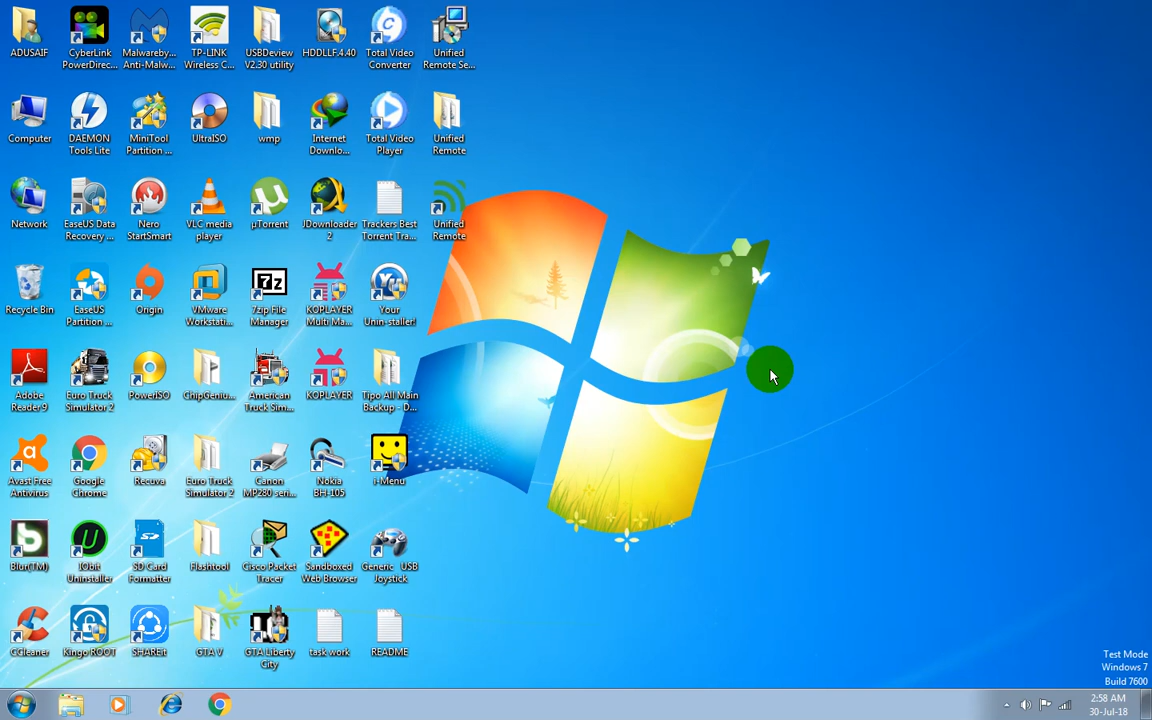 ADUSAIF
CyberLink
PowerDirec...
Malwareby...
Anti-Malw...
TP-LINK
Wireless C...
USBDeview
V2.30 utility
HDDLLF.4.40
Total Video
Converter
Unified
Remote Se...
Computer
DAEMON
Tools Lite
MiniTool
Partition ...
UltraISO
wmp
Internet
Downlo...
Total Video
Player
Unified
Remote
Network
EaseUS Data
Recovery ...
Nero
StartSmart
VLC media
player
µTorrent
JDownloader
2
Trackers Best
Torrent Tra...
Unified
Remote
Recycle Bin
EaseUS
Partition ...
Origin
VMware
Workstati...
7z
7zip File
Manager
KOPLAYER
Multi Ma...
Your
Unin-staller!
Adobe
Reader 9
Euro Truck
Simulator 2
PowerISO
ChipGeniu...
American
Truck Sim...
KOPLAYER
Tipo All Main
Backup - D...
Avast Free
Antivirus
Google
Chrome
Recuva
Euro Truck
Simulator 2
Canon
MP280 seri...
Nokia
BH-105
i-Menu
Blur(TM)
IObit
Uninstaller
SD Card
Formatter
Flashtool
Cisco Packet
Tracer
Sandboxed
Web Browser
Generic USB
Joystick
CCleaner
Kingo ROOT
SHAREit
GTA V
GTA Liberty
City
task work
README
Test Mode
Windows 7
Build 7600
2:58 AM
30-Jul-18